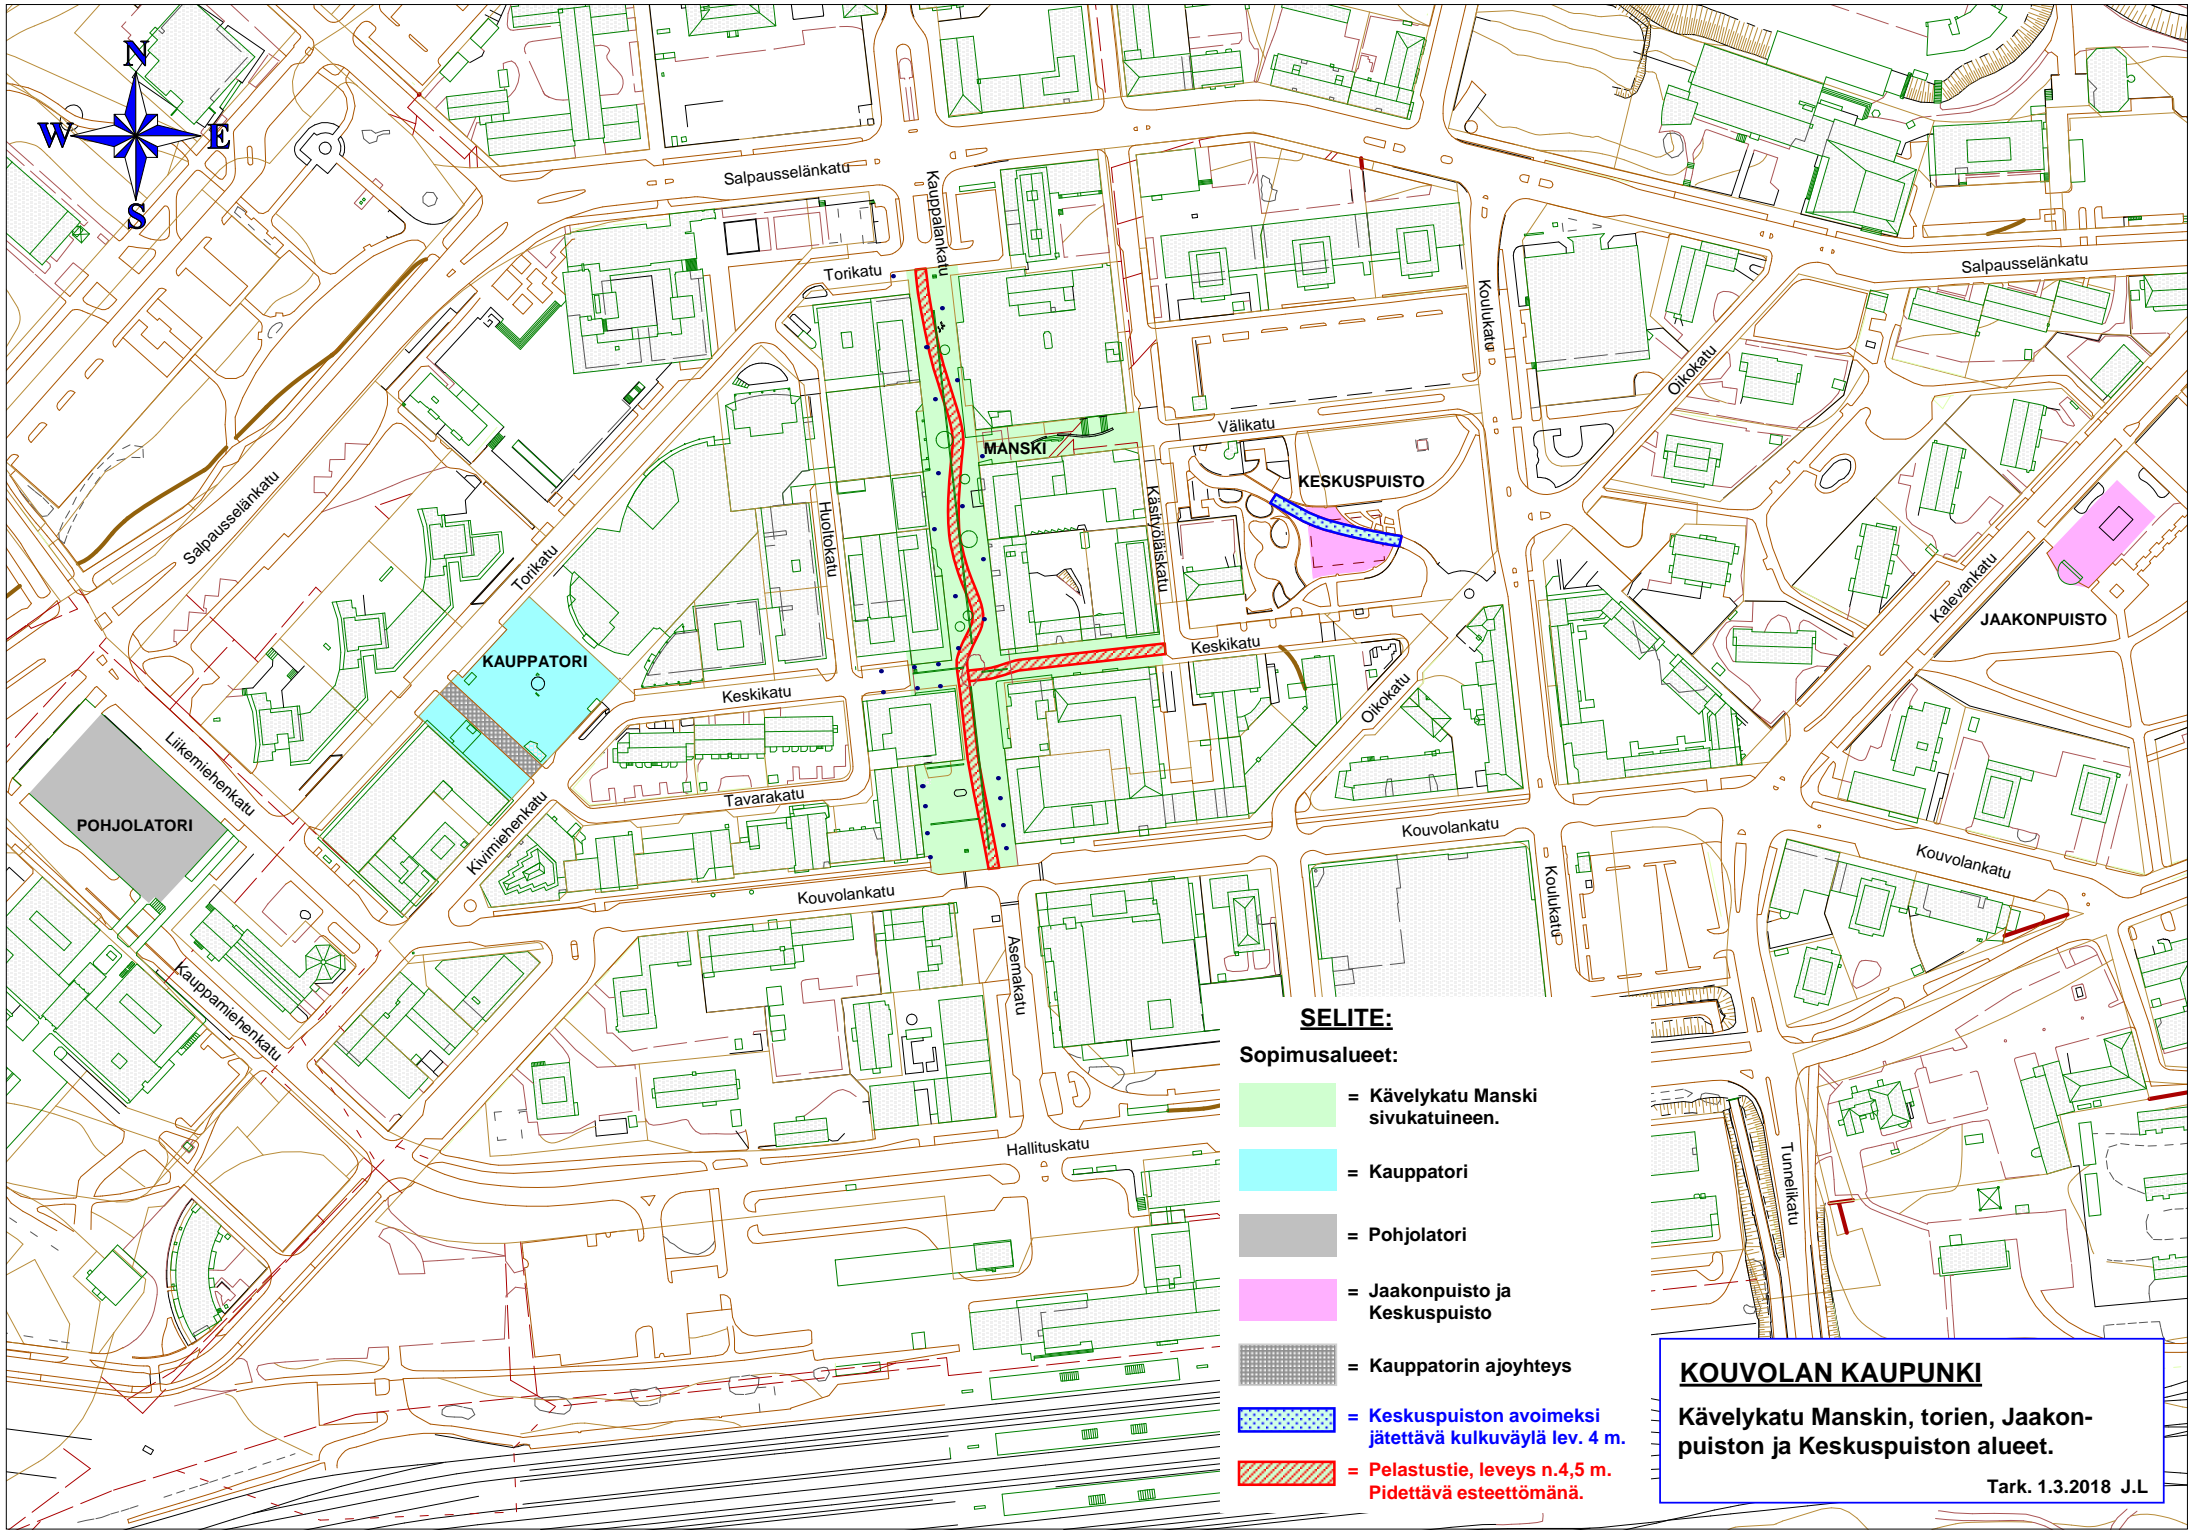 N
W
E
S
Salpausselänkatu
Kauppalankatu
Torikatu
Salpausselänkatu
Koulukatu
Oikokatu
Välikatu
MANSKI
KESKUSPUISTO
Käsityöläiskatu
Huoltokatu
Salpausselänkatu
Torikatu
Kalevankatu
JAAKONPUISTO
KAUPPATORI
Keskikatu
Keskikatu
Oikokatu
Liikemiehenkatu
POHJOLATORI
Tavarakatu
Kivimiehenkatu
Kouvolankatu
Kouvolankatu
Kouvolankatu
Koulukatu
Asemakatu
Kauppamiehenkatu
Hallituskatu
Tunnelikatu
SELITE:
Sopimusalueet:
= Kävelykatu Manski
sivukatuineen.
= Kauppatori
= Pohjolatori
= Jaakonpuisto ja
Keskuspuisto
= Kauppatorin ajoyhteys
= Keskuspuiston avoimeksi
jätettävä kulkuväylä lev. 4 m.
= Pelastustie, leveys n.4,5 m.
Pidettävä esteettömänä.
KOUVOLAN KAUPUNKI
Kävelykatu Manskin, torien, Jaakon-
puiston ja Keskuspuiston alueet.
Tark. 1.3.2018 J.L